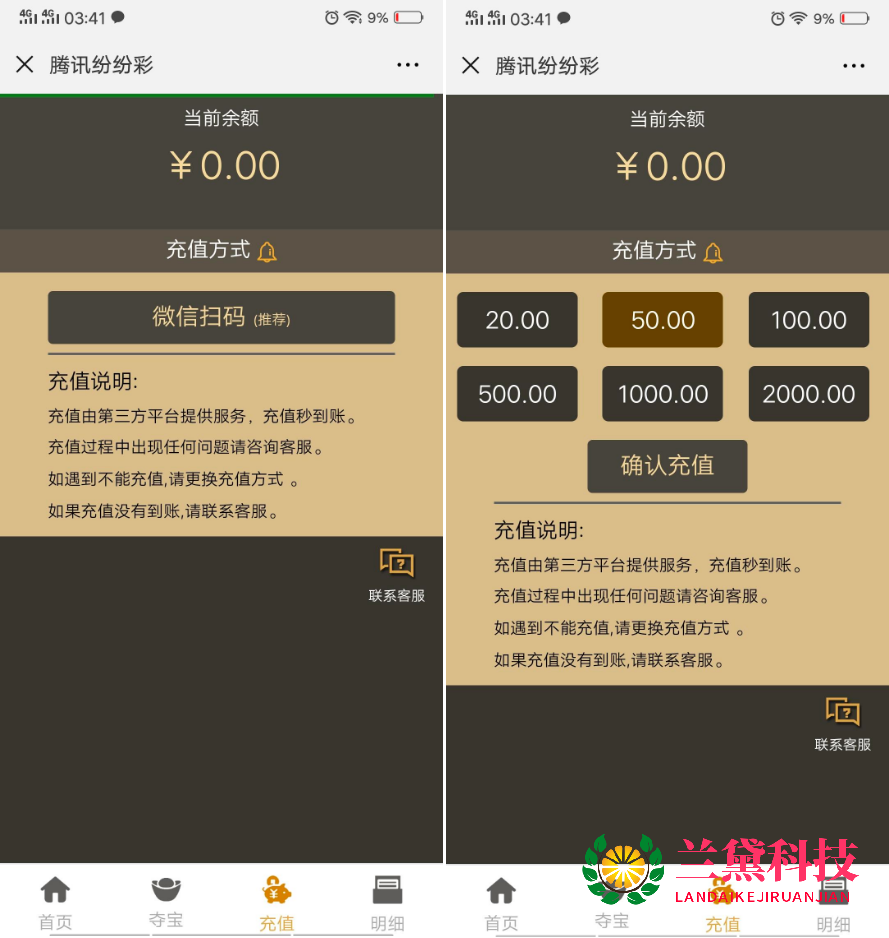 4G 4G 03:41 9%
腾讯纷纷彩
当前余额
￥0.00
充值方式
微信扫码 (推荐)
充值说明:
充值由第三方平台提供服务，充值秒到账。
充值过程中出现任何问题请咨询客服。
如遇到不能充值,请更换充值方式 。
如果充值没有到账,请联系客服。
联系客服
首页 夺宝 充值 明细
4G 4G 03:41 9%
腾讯纷纷彩
当前余额
￥0.00
充值方式
20.00 50.00 100.00
500.00 1000.00 2000.00
确认充值
充值说明:
充值由第三方平台提供服务，充值秒到账。
充值过程中出现任何问题请咨询客服。
如遇到不能充值,请更换充值方式 。
如果充值没有到账,请联系客服。
联系客服
兰黛科技
LANDAIKEJIRUANJIAN
首页 夺宝 充值 明细